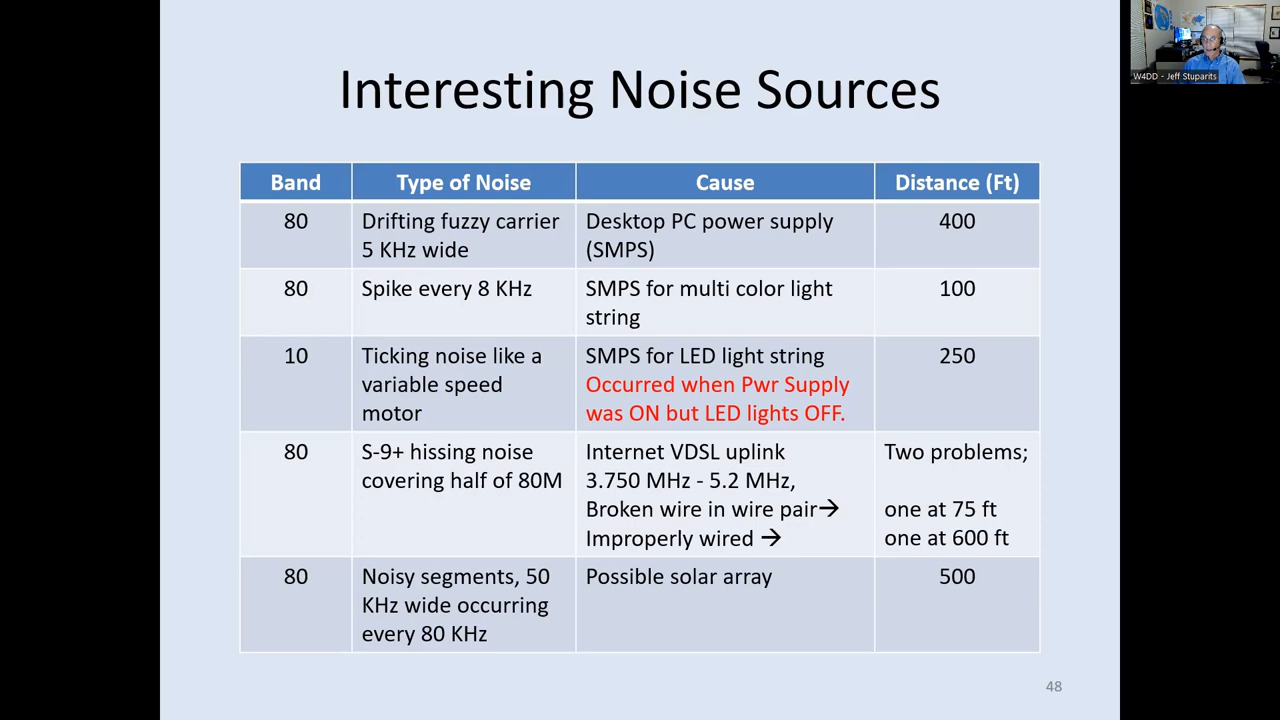 Interesting Noise Sources
W4DD - Jeff Stuparits
Band Type of Noise Cause Distance (Ft)
80 Drifting fuzzy carrier Desktop PC power supply 400
5 KHz wide (SMPS)
80 Spike every 8 KHz SMPS for multi color light 100
string
10 Ticking noise like a SMPS for LED light string 250
variable speed Occurred when Pwr Supply
motor was ON but LED lights OFF.
80 S-9+ hissing noise Internet VDSL uplink Two problems;
covering half of 80M 3.750 MHz - 5.2 MHz,
Broken wire in wire pair→ one at 75 ft
Improperly wired → one at 600 ft
80 Noisy segments, 50 Possible solar array 500
KHz wide occurring
every 80 KHz
48